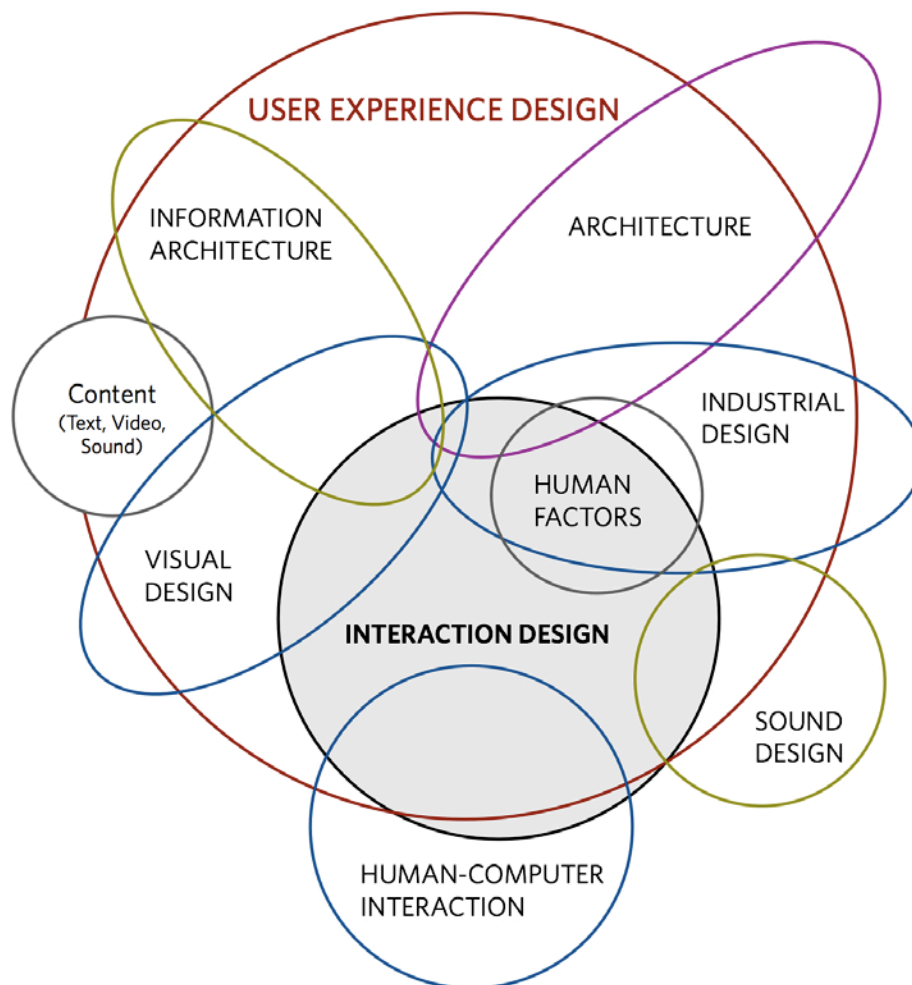 USER EXPERIENCE DESIGN
INFORMATION
ARCHITECTURE
ARCHITECTURE
Content
(Text, Video,
Sound)
INDUSTRIAL
DESIGN
HUMAN
FACTORS
VISUAL
DESIGN
INTERACTION DESIGN
SOUND
DESIGN
HUMAN-COMPUTER
INTERACTION